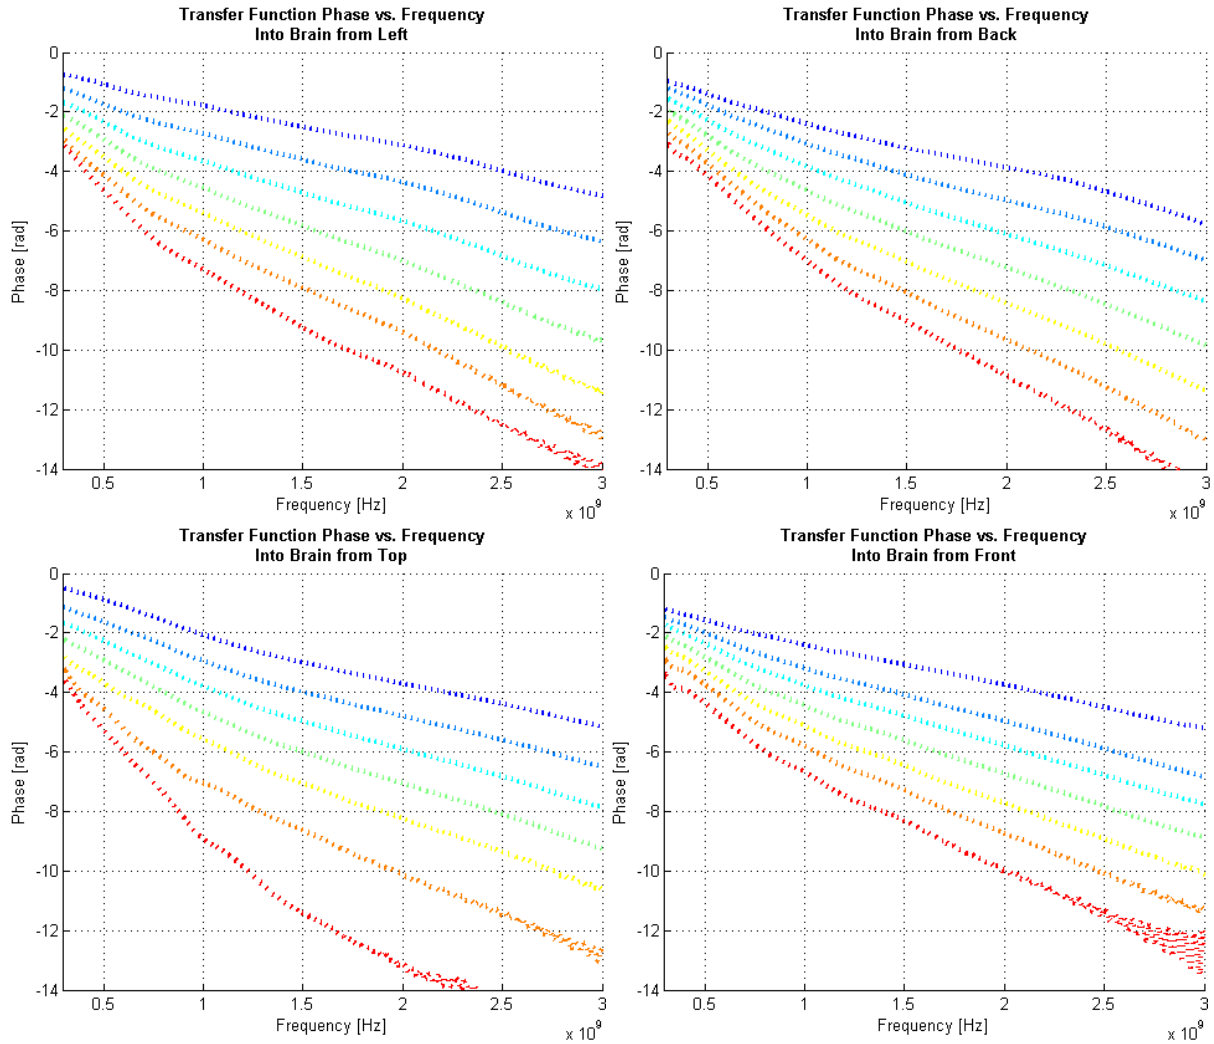 Transfer Function Phase vs. Frequency
Into Brain from Left
0
-2
-4
-6
-8
-10
-12
-14
Phase [rad]
0.5 1 1.5 2 2.5 3
Frequency [Hz]
x 10^9
Transfer Function Phase vs. Frequency
Into Brain from Back
0
-2
-4
-6
-8
-10
-12
-14
Phase [rad]
0.5 1 1.5 2 2.5 3
Frequency [Hz]
x 10^9
Transfer Function Phase vs. Frequency
Into Brain from Top
0
-2
-4
-6
-8
-10
-12
-14
Phase [rad]
0.5 1 1.5 2 2.5 3
Frequency [Hz]
x 10^9
Transfer Function Phase vs. Frequency
Into Brain from Front
0
-2
-4
-6
-8
-10
-12
-14
Phase [rad]
0.5 1 1.5 2 2.5 3
Frequency [Hz]
x 10^9